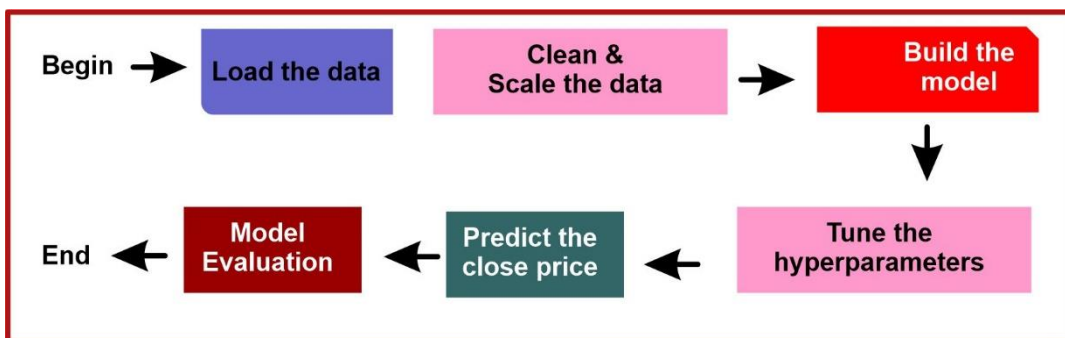 Begin
Load the data
Clean &
Scale the data
Build the
model
Tune the
hyperparameters
Predict the
close price
Model
Evaluation
End